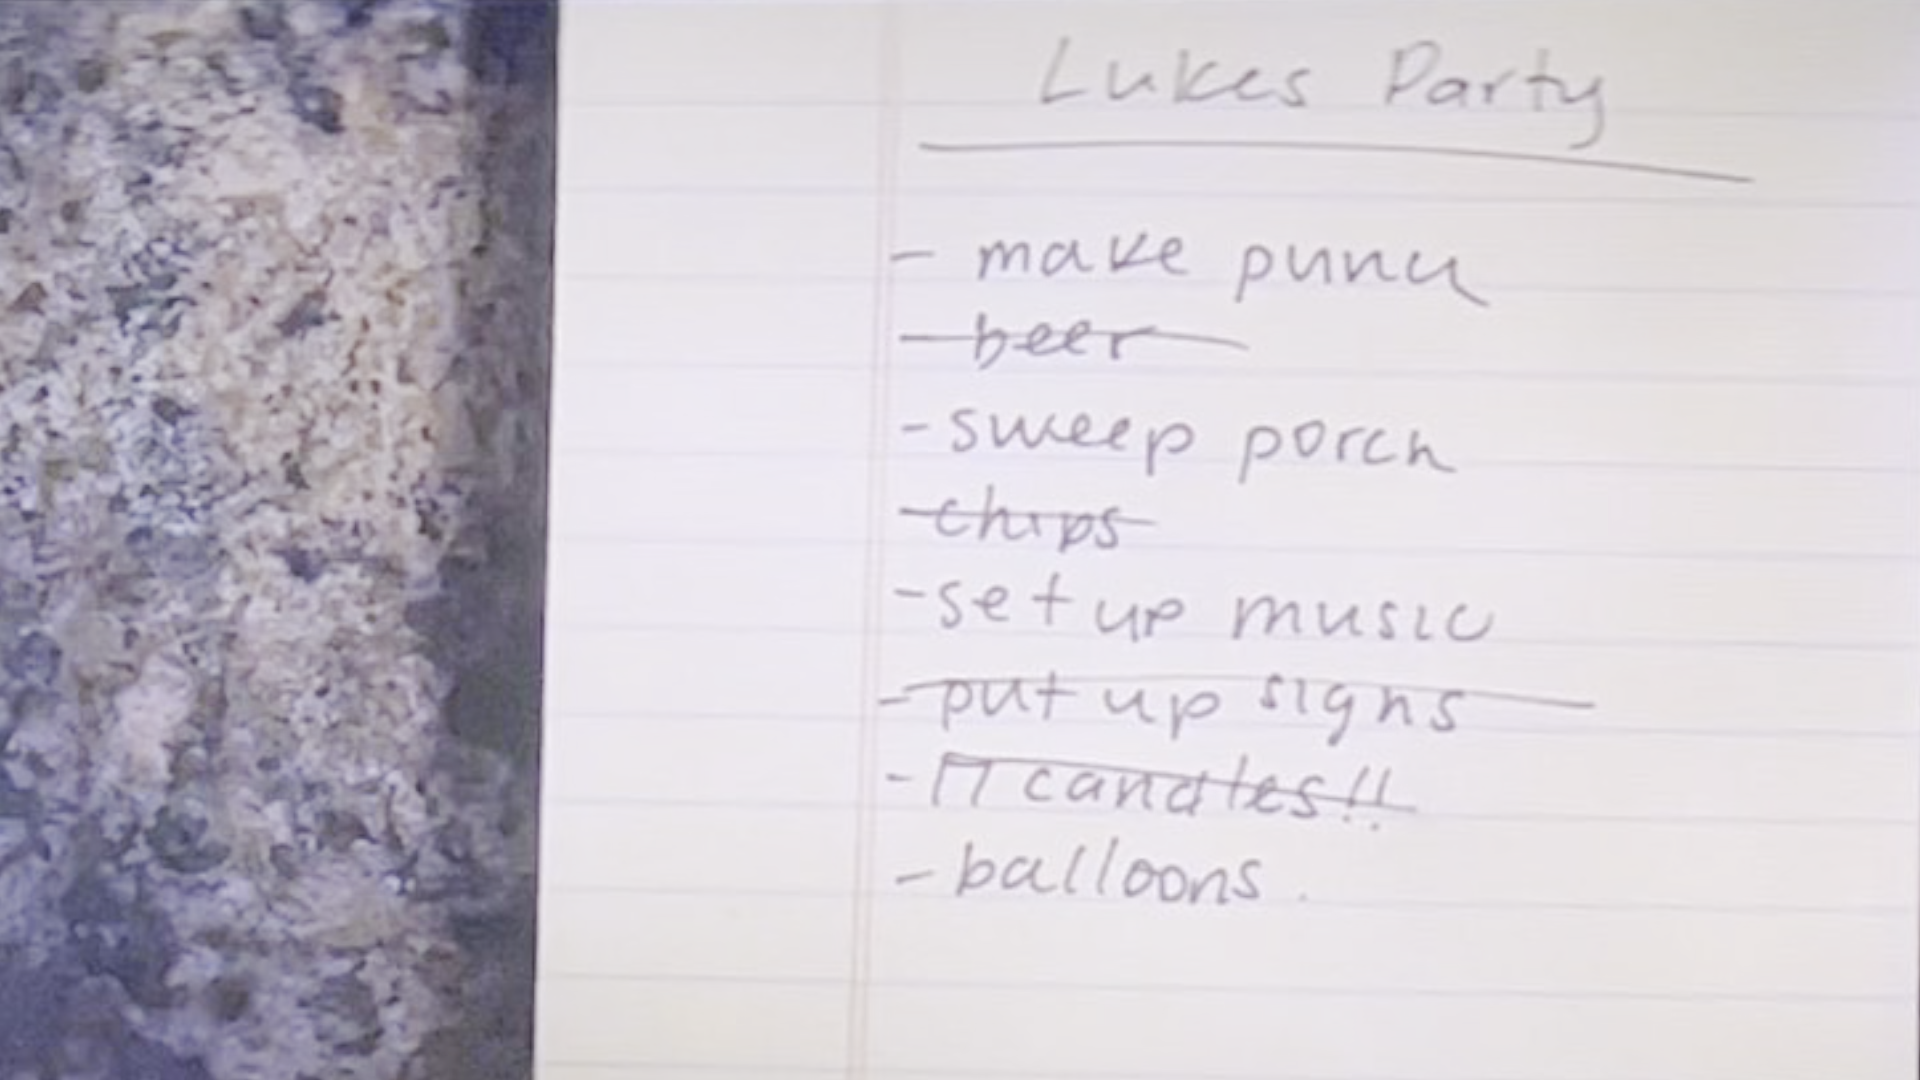 Lukes Party
- make punch
- beer
- sweep porch
- chips
- set up music
- put up signs
- 17 candles!!
- balloons.